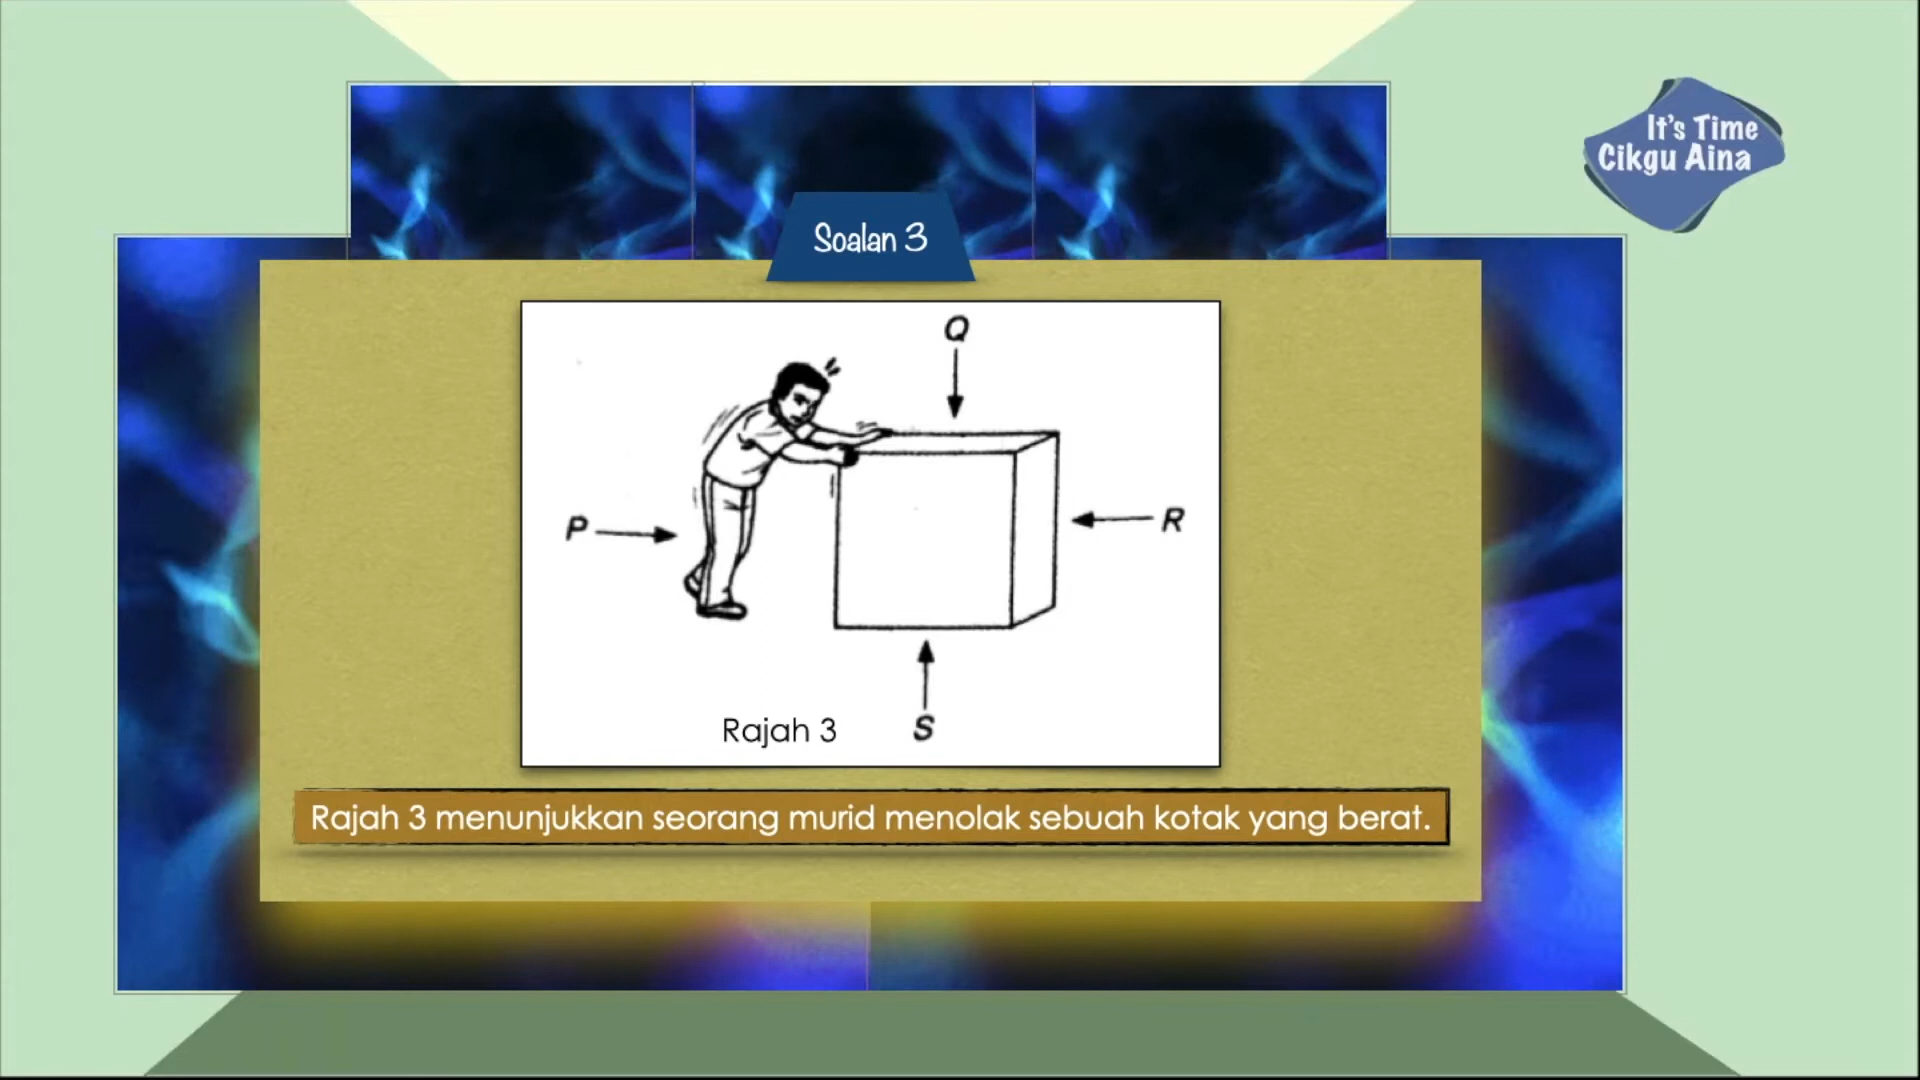 It's Time
Cikgu Aina
Soalan 3
Q
P
R
S
Rajah 3
Rajah 3 menunjukkan seorang murid menolak sebuah kotak yang berat.